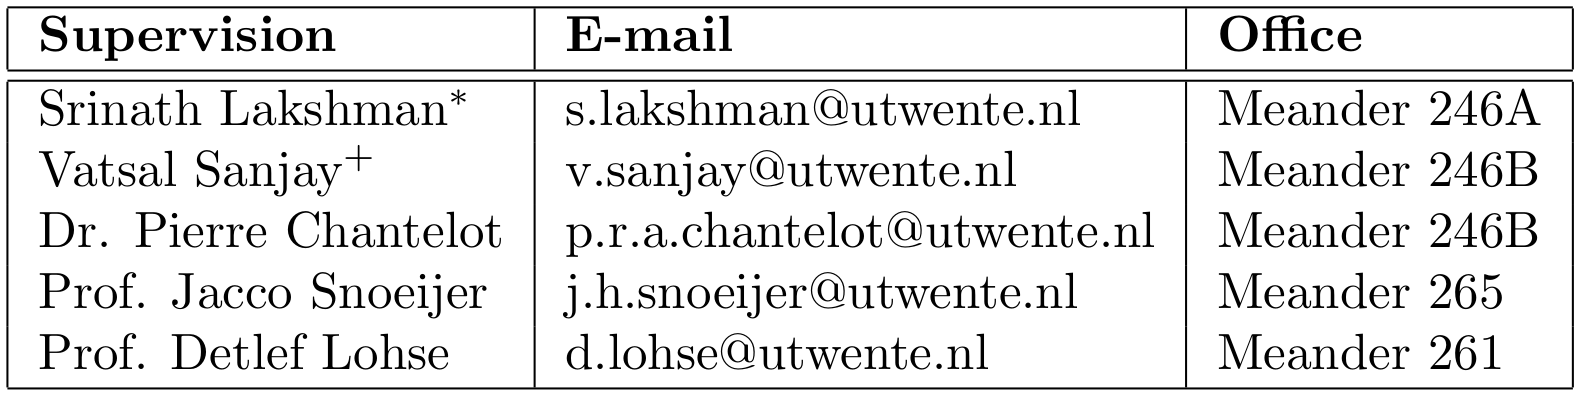 Supervision E-mail Office
Srinath Lakshman* s.lakshman@utwente.nl Meander 246A
Vatsal Sanjay+ v.sanjay@utwente.nl Meander 246B
Dr. Pierre Chantelot p.r.a.chantelot@utwente.nl Meander 246B
Prof. Jacco Snoeijer j.h.snoeijer@utwente.nl Meander 265
Prof. Detlef Lohse d.lohse@utwente.nl Meander 261